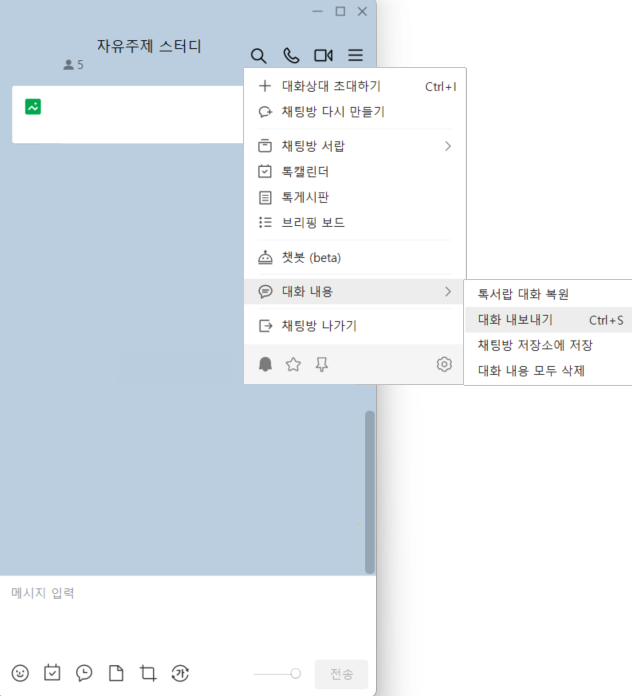 자유주제 스터디
5
대화상대 초대하기 Ctrl+I
채팅방 다시 만들기
채팅방 서랍
톡캘린더
톡게시판
브리핑 보드
챗봇 (beta)
대화 내용
톡서랍 대화 복원
대화 내보내기 Ctrl+S
채팅방 저장소에 저장
대화 내용 모두 삭제
채팅방 나가기
메시지 입력
가
전송